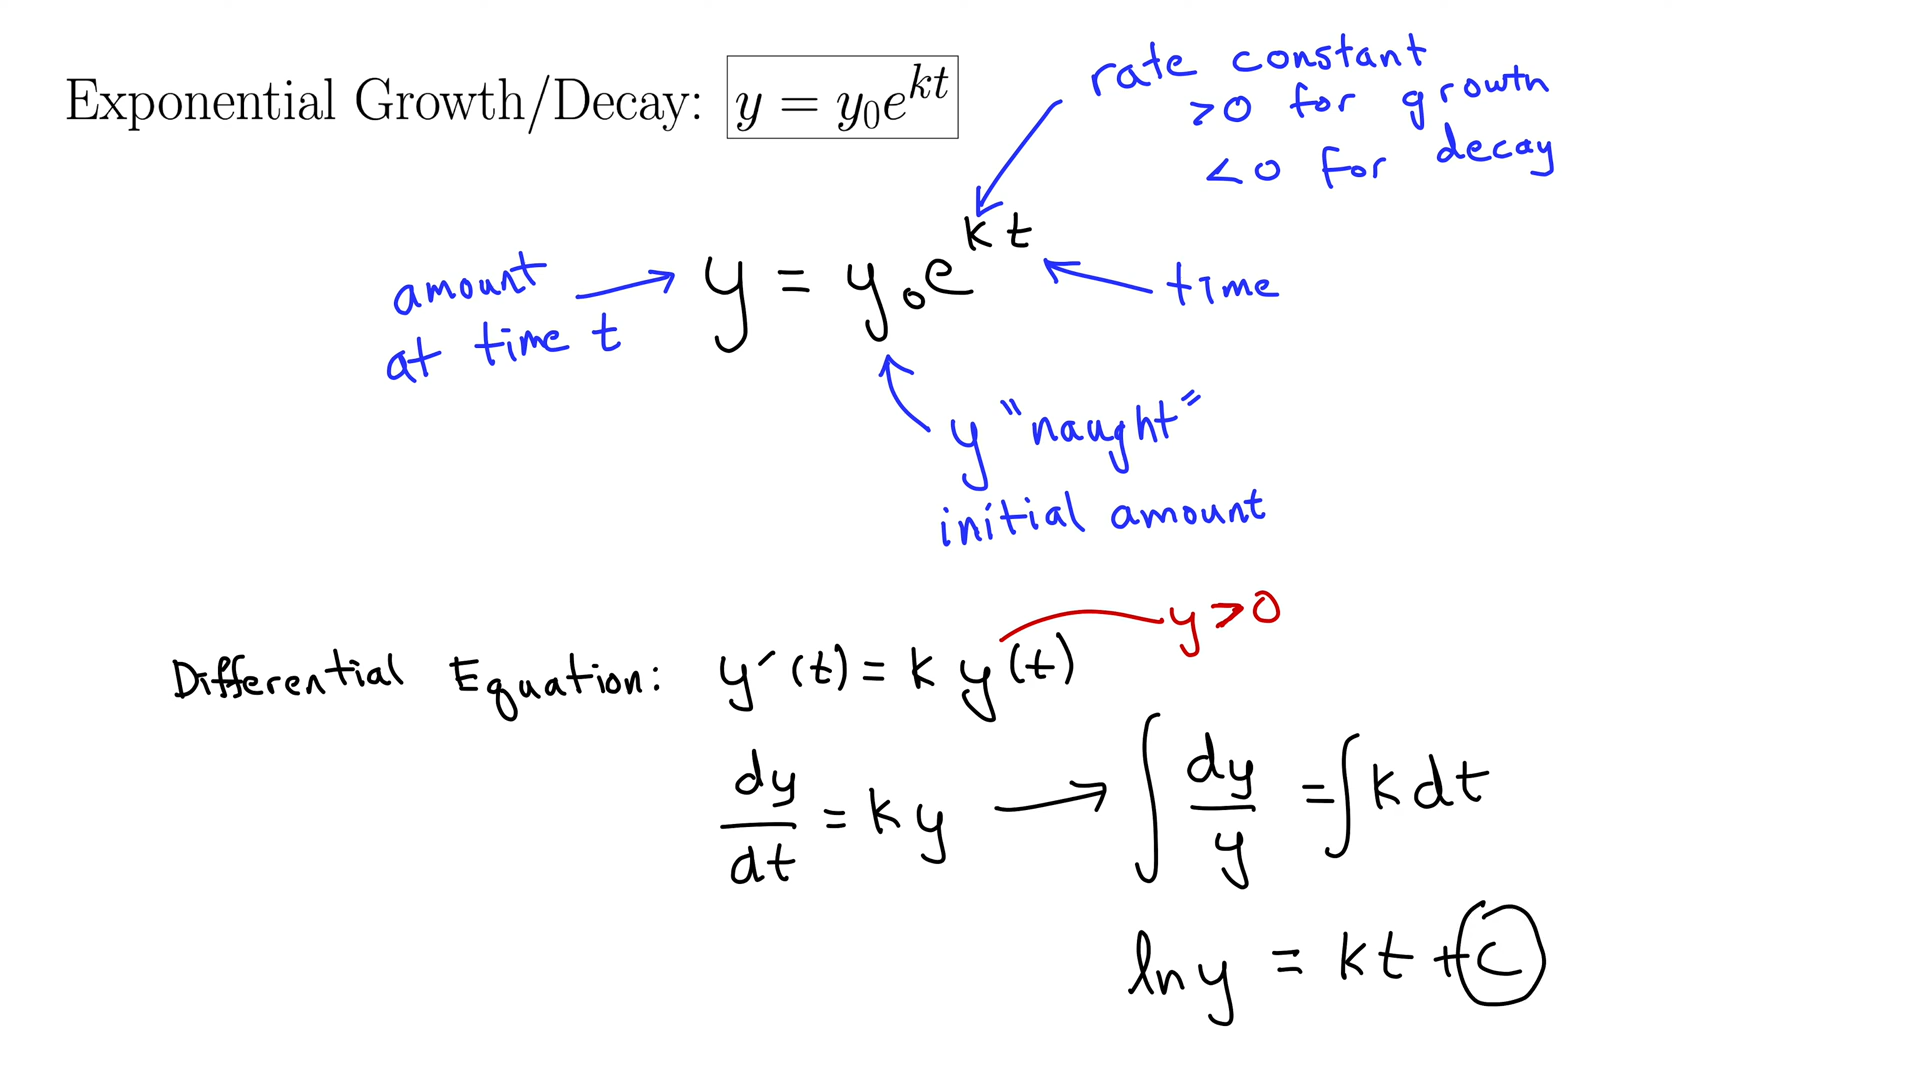 Exponential Growth/Decay: y = y₀e^{kt}
rate constant
>0 for growth
<0 for decay
y = y₀e^{kt}
amount
at time t
time
y "naught"
initial amount
y>0
Differential Equation: y′(t) = k y(t)
dy/dt = ky → ∫ dy/y = ∫ k dt
ln y = kt + C